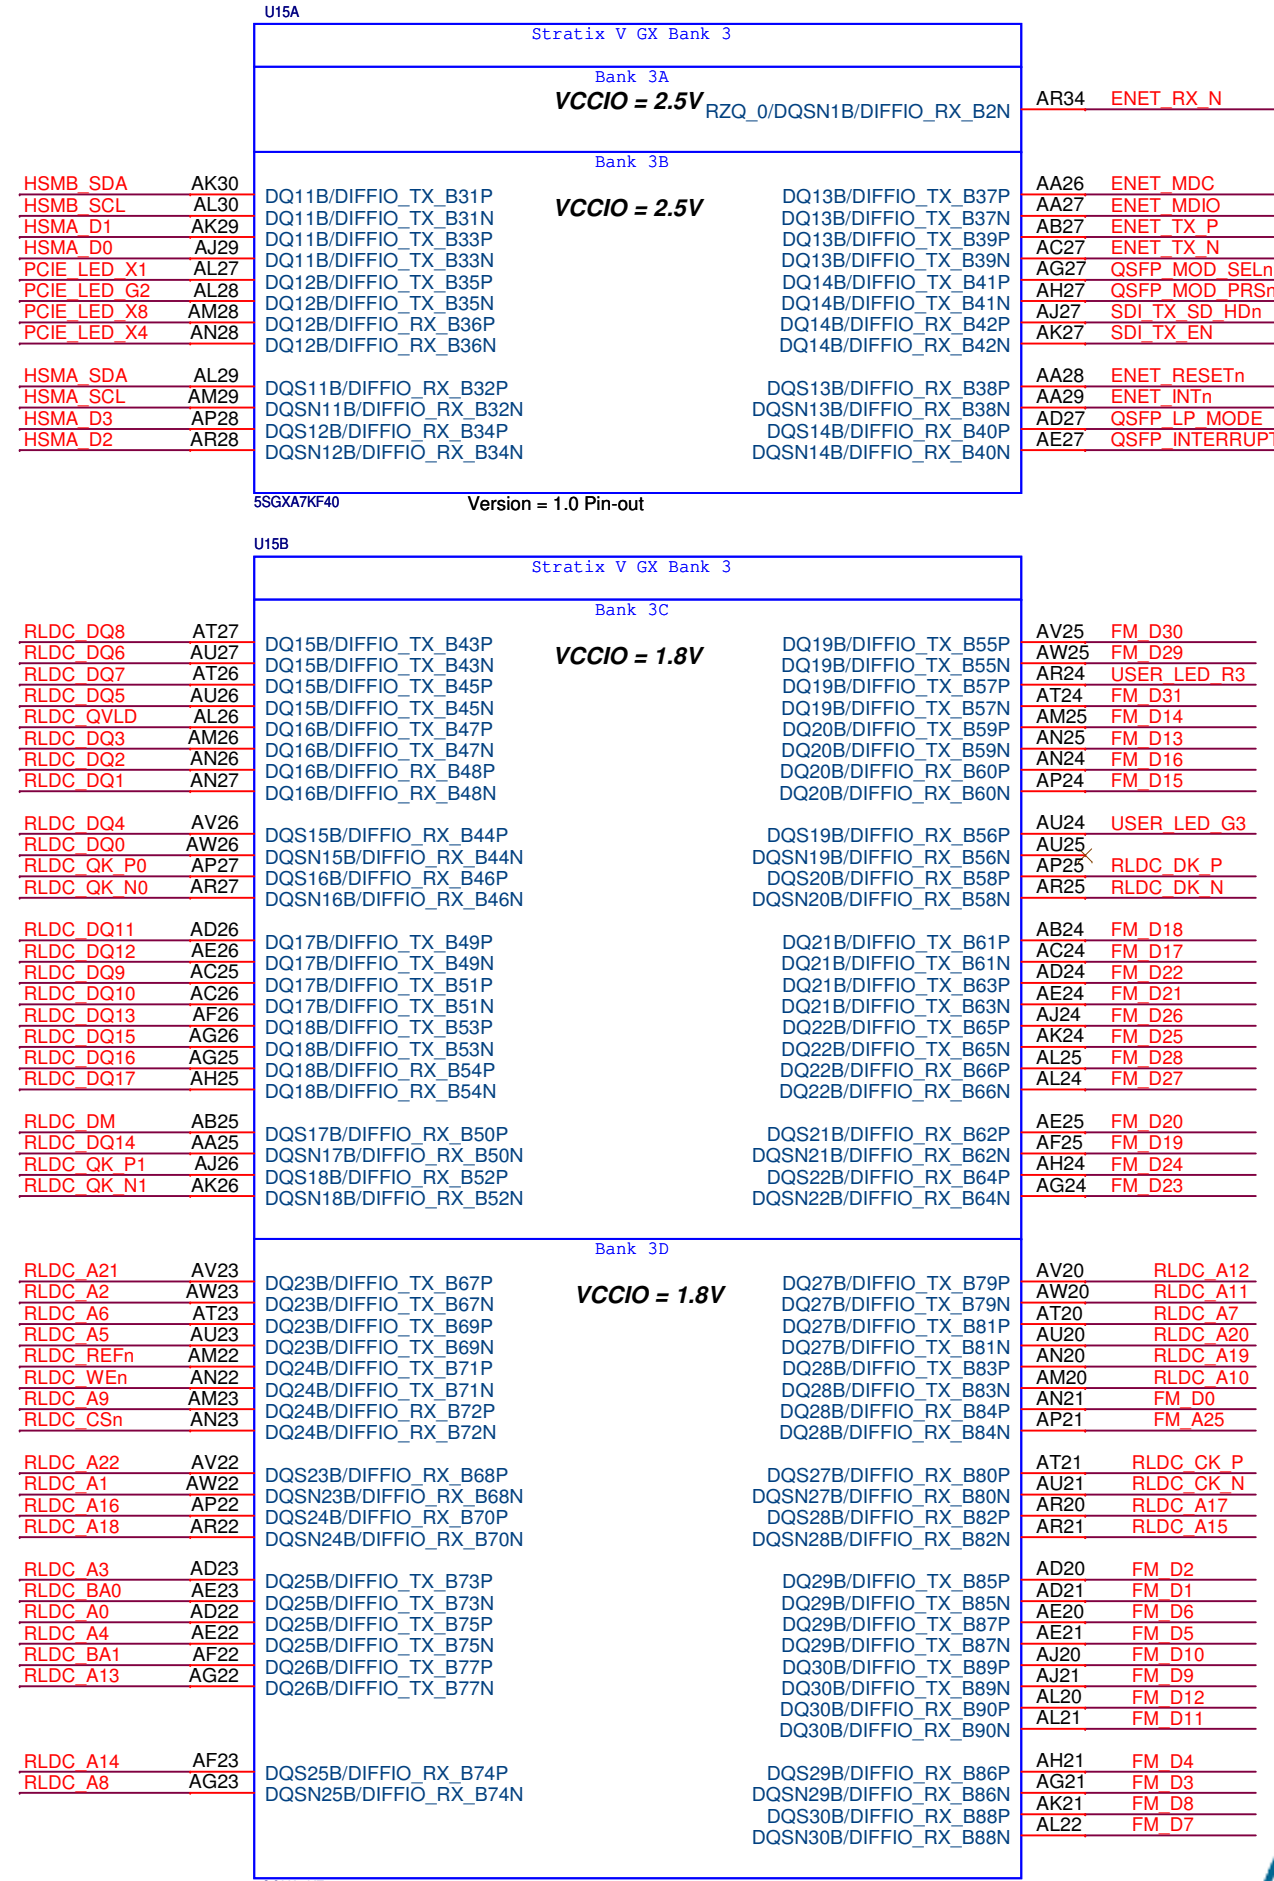 U15A
Stratix V GX Bank 3
Bank 3A
VCCIO = 2.5V
RZQ_0/DQSN1B/DIFFIO_RX_B2N AR34 ENET_RX_N
Bank 3B
VCCIO = 2.5V
HSMB_SDA AK30 DQ11B/DIFFIO_TX_B31P DQ13B/DIFFIO_TX_B37P AA26 ENET_MDC
HSMB_SCL AL30 DQ11B/DIFFIO_TX_B31N DQ13B/DIFFIO_TX_B37N AA27 ENET_MDIO
HSMA_D1 AK29 DQ11B/DIFFIO_TX_B33P DQ13B/DIFFIO_TX_B39P AB27 ENET_TX_P
HSMA_D0 AJ29 DQ11B/DIFFIO_TX_B33N DQ13B/DIFFIO_TX_B39N AC27 ENET_TX_N
PCIE_LED_X1 AL27 DQ12B/DIFFIO_TX_B35P DQ14B/DIFFIO_TX_B41P AG27 QSFP_MOD_SELn
PCIE_LED_G2 AL28 DQ12B/DIFFIO_TX_B35N DQ14B/DIFFIO_TX_B41N AH27 QSFP_MOD_PRSn
PCIE_LED_X8 AM28 DQ12B/DIFFIO_RX_B36P DQ14B/DIFFIO_RX_B42P AJ27 SDI_TX_SD_HDn
PCIE_LED_X4 AN28 DQ12B/DIFFIO_RX_B36N DQ14B/DIFFIO_RX_B42N AK27 SDI_TX_EN
HSMA_SDA AL29 DQS11B/DIFFIO_RX_B32P DQS13B/DIFFIO_RX_B38P AA28 ENET_RESETn
HSMA_SCL AM29 DQSN11B/DIFFIO_RX_B32N DQSN13B/DIFFIO_RX_B38N AA29 ENET_INTn
HSMA_D3 AP28 DQS12B/DIFFIO_RX_B34P DQS14B/DIFFIO_RX_B40P AD27 QSFP_LP_MODE
HSMA_D2 AR28 DQSN12B/DIFFIO_RX_B34N DQSN14B/DIFFIO_RX_B40N AE27 QSFP_INTERRUPT
5SGXA7KF40 Version = 1.0 Pin-out
U15B
Stratix V GX Bank 3
Bank 3C
VCCIO = 1.8V
RLDC_DQ8 AT27 DQ15B/DIFFIO_TX_B43P DQ19B/DIFFIO_TX_B55P AV25 FM_D30
RLDC_DQ6 AU27 DQ15B/DIFFIO_TX_B43N DQ19B/DIFFIO_TX_B55N AW25 FM_D29
RLDC_DQ7 AT26 DQ15B/DIFFIO_TX_B45P DQ19B/DIFFIO_TX_B57P AR24 USER_LED_R3
RLDC_DQ5 AU26 DQ15B/DIFFIO_TX_B45N DQ19B/DIFFIO_TX_B57N AT24 FM_D31
RLDC_QVLD AL26 DQ16B/DIFFIO_TX_B47P DQ20B/DIFFIO_TX_B59P AM25 FM_D14
RLDC_DQ3 AM26 DQ16B/DIFFIO_TX_B47N DQ20B/DIFFIO_TX_B59N AN25 FM_D13
RLDC_DQ2 AN26 DQ16B/DIFFIO_RX_B48P DQ20B/DIFFIO_RX_B60P AN24 FM_D16
RLDC_DQ1 AN27 DQ16B/DIFFIO_RX_B48N DQ20B/DIFFIO_RX_B60N AP24 FM_D15
RLDC_DQ4 AV26 DQS15B/DIFFIO_RX_B44P DQS19B/DIFFIO_RX_B56P AU24 USER_LED_G3
RLDC_DQ0 AW26 DQSN15B/DIFFIO_RX_B44N DQSN19B/DIFFIO_RX_B56N AU25
RLDC_QK_P0 AP27 DQS16B/DIFFIO_RX_B46P DQS20B/DIFFIO_RX_B58P AP25 RLDC_DK_P
RLDC_QK_N0 AR27 DQSN16B/DIFFIO_RX_B46N DQSN20B/DIFFIO_RX_B58N AR25 RLDC_DK_N
RLDC_DQ11 AD26 DQ17B/DIFFIO_TX_B49P DQ21B/DIFFIO_TX_B61P AB24 FM_D18
RLDC_DQ12 AE26 DQ17B/DIFFIO_TX_B49N DQ21B/DIFFIO_TX_B61N AC24 FM_D17
RLDC_DQ9 AC25 DQ17B/DIFFIO_TX_B51P DQ21B/DIFFIO_TX_B63P AD24 FM_D22
RLDC_DQ10 AC26 DQ17B/DIFFIO_TX_B51N DQ21B/DIFFIO_TX_B63N AE24 FM_D21
RLDC_DQ13 AF26 DQ18B/DIFFIO_TX_B53P DQ22B/DIFFIO_TX_B65P AJ24 FM_D26
RLDC_DQ15 AG26 DQ18B/DIFFIO_TX_B53N DQ22B/DIFFIO_TX_B65N AK24 FM_D25
RLDC_DQ16 AG25 DQ18B/DIFFIO_RX_B54P DQ22B/DIFFIO_RX_B66P AL25 FM_D28
RLDC_DQ17 AH25 DQ18B/DIFFIO_RX_B54N DQ22B/DIFFIO_RX_B66N AL24 FM_D27
RLDC_DM AB25 DQS17B/DIFFIO_RX_B50P DQS21B/DIFFIO_RX_B62P AE25 FM_D20
RLDC_DQ14 AA25 DQSN17B/DIFFIO_RX_B50N DQSN21B/DIFFIO_RX_B62N AF25 FM_D19
RLDC_QK_P1 AJ26 DQS18B/DIFFIO_RX_B52P DQS22B/DIFFIO_RX_B64P AH24 FM_D24
RLDC_QK_N1 AK26 DQSN18B/DIFFIO_RX_B52N DQSN22B/DIFFIO_RX_B64N AG24 FM_D23
Bank 3D
VCCIO = 1.8V
RLDC_A21 AV23 DQ23B/DIFFIO_TX_B67P DQ27B/DIFFIO_TX_B79P AV20 RLDC_A12
RLDC_A2 AW23 DQ23B/DIFFIO_TX_B67N DQ27B/DIFFIO_TX_B79N AW20 RLDC_A11
RLDC_A6 AT23 DQ23B/DIFFIO_TX_B69P DQ27B/DIFFIO_TX_B81P AT20 RLDC_A7
RLDC_A5 AU23 DQ23B/DIFFIO_TX_B69N DQ27B/DIFFIO_TX_B81N AU20 RLDC_A20
RLDC_REFn AM22 DQ24B/DIFFIO_TX_B71P DQ28B/DIFFIO_TX_B83P AN20 RLDC_A19
RLDC_WEn AN22 DQ24B/DIFFIO_TX_B71N DQ28B/DIFFIO_TX_B83N AM20 RLDC_A10
RLDC_A9 AM23 DQ24B/DIFFIO_RX_B72P DQ28B/DIFFIO_RX_B84P AN21 FM_D0
RLDC_CSn AN23 DQ24B/DIFFIO_RX_B72N DQ28B/DIFFIO_RX_B84N AP21 FM_A25
RLDC_A22 AV22 DQS23B/DIFFIO_RX_B68P DQS27B/DIFFIO_RX_B80P AT21 RLDC_CK_P
RLDC_A1 AW22 DQSN23B/DIFFIO_RX_B68N DQSN27B/DIFFIO_RX_B80N AU21 RLDC_CK_N
RLDC_A16 AP22 DQS24B/DIFFIO_RX_B70P DQS28B/DIFFIO_RX_B82P AR20 RLDC_A17
RLDC_A18 AR22 DQSN24B/DIFFIO_RX_B70N DQSN28B/DIFFIO_RX_B82N AR21 RLDC_A15
RLDC_A3 AD23 DQ25B/DIFFIO_TX_B73P DQ29B/DIFFIO_TX_B85P AD20 FM_D2
RLDC_BA0 AE23 DQ25B/DIFFIO_TX_B73N DQ29B/DIFFIO_TX_B85N AD21 FM_D1
RLDC_A0 AD22 DQ25B/DIFFIO_TX_B75P DQ29B/DIFFIO_TX_B87P AE20 FM_D6
RLDC_A4 AE22 DQ25B/DIFFIO_TX_B75N DQ29B/DIFFIO_TX_B87N AE21 FM_D5
RLDC_BA1 AF22 DQ26B/DIFFIO_TX_B77P DQ30B/DIFFIO_TX_B89P AJ20 FM_D10
RLDC_A13 AG22 DQ26B/DIFFIO_TX_B77N DQ30B/DIFFIO_TX_B89N AJ21 FM_D9
DQ30B/DIFFIO_RX_B90P AL20 FM_D12
DQ30B/DIFFIO_RX_B90N AL21 FM_D11
RLDC_A14 AF23 DQS25B/DIFFIO_RX_B74P DQS29B/DIFFIO_RX_B86P AH21 FM_D4
RLDC_A8 AG23 DQSN25B/DIFFIO_RX_B74N DQSN29B/DIFFIO_RX_B86N AG21 FM_D3
DQS30B/DIFFIO_RX_B88P AK21 FM_D8
DQSN30B/DIFFIO_RX_B88N AL22 FM_D7